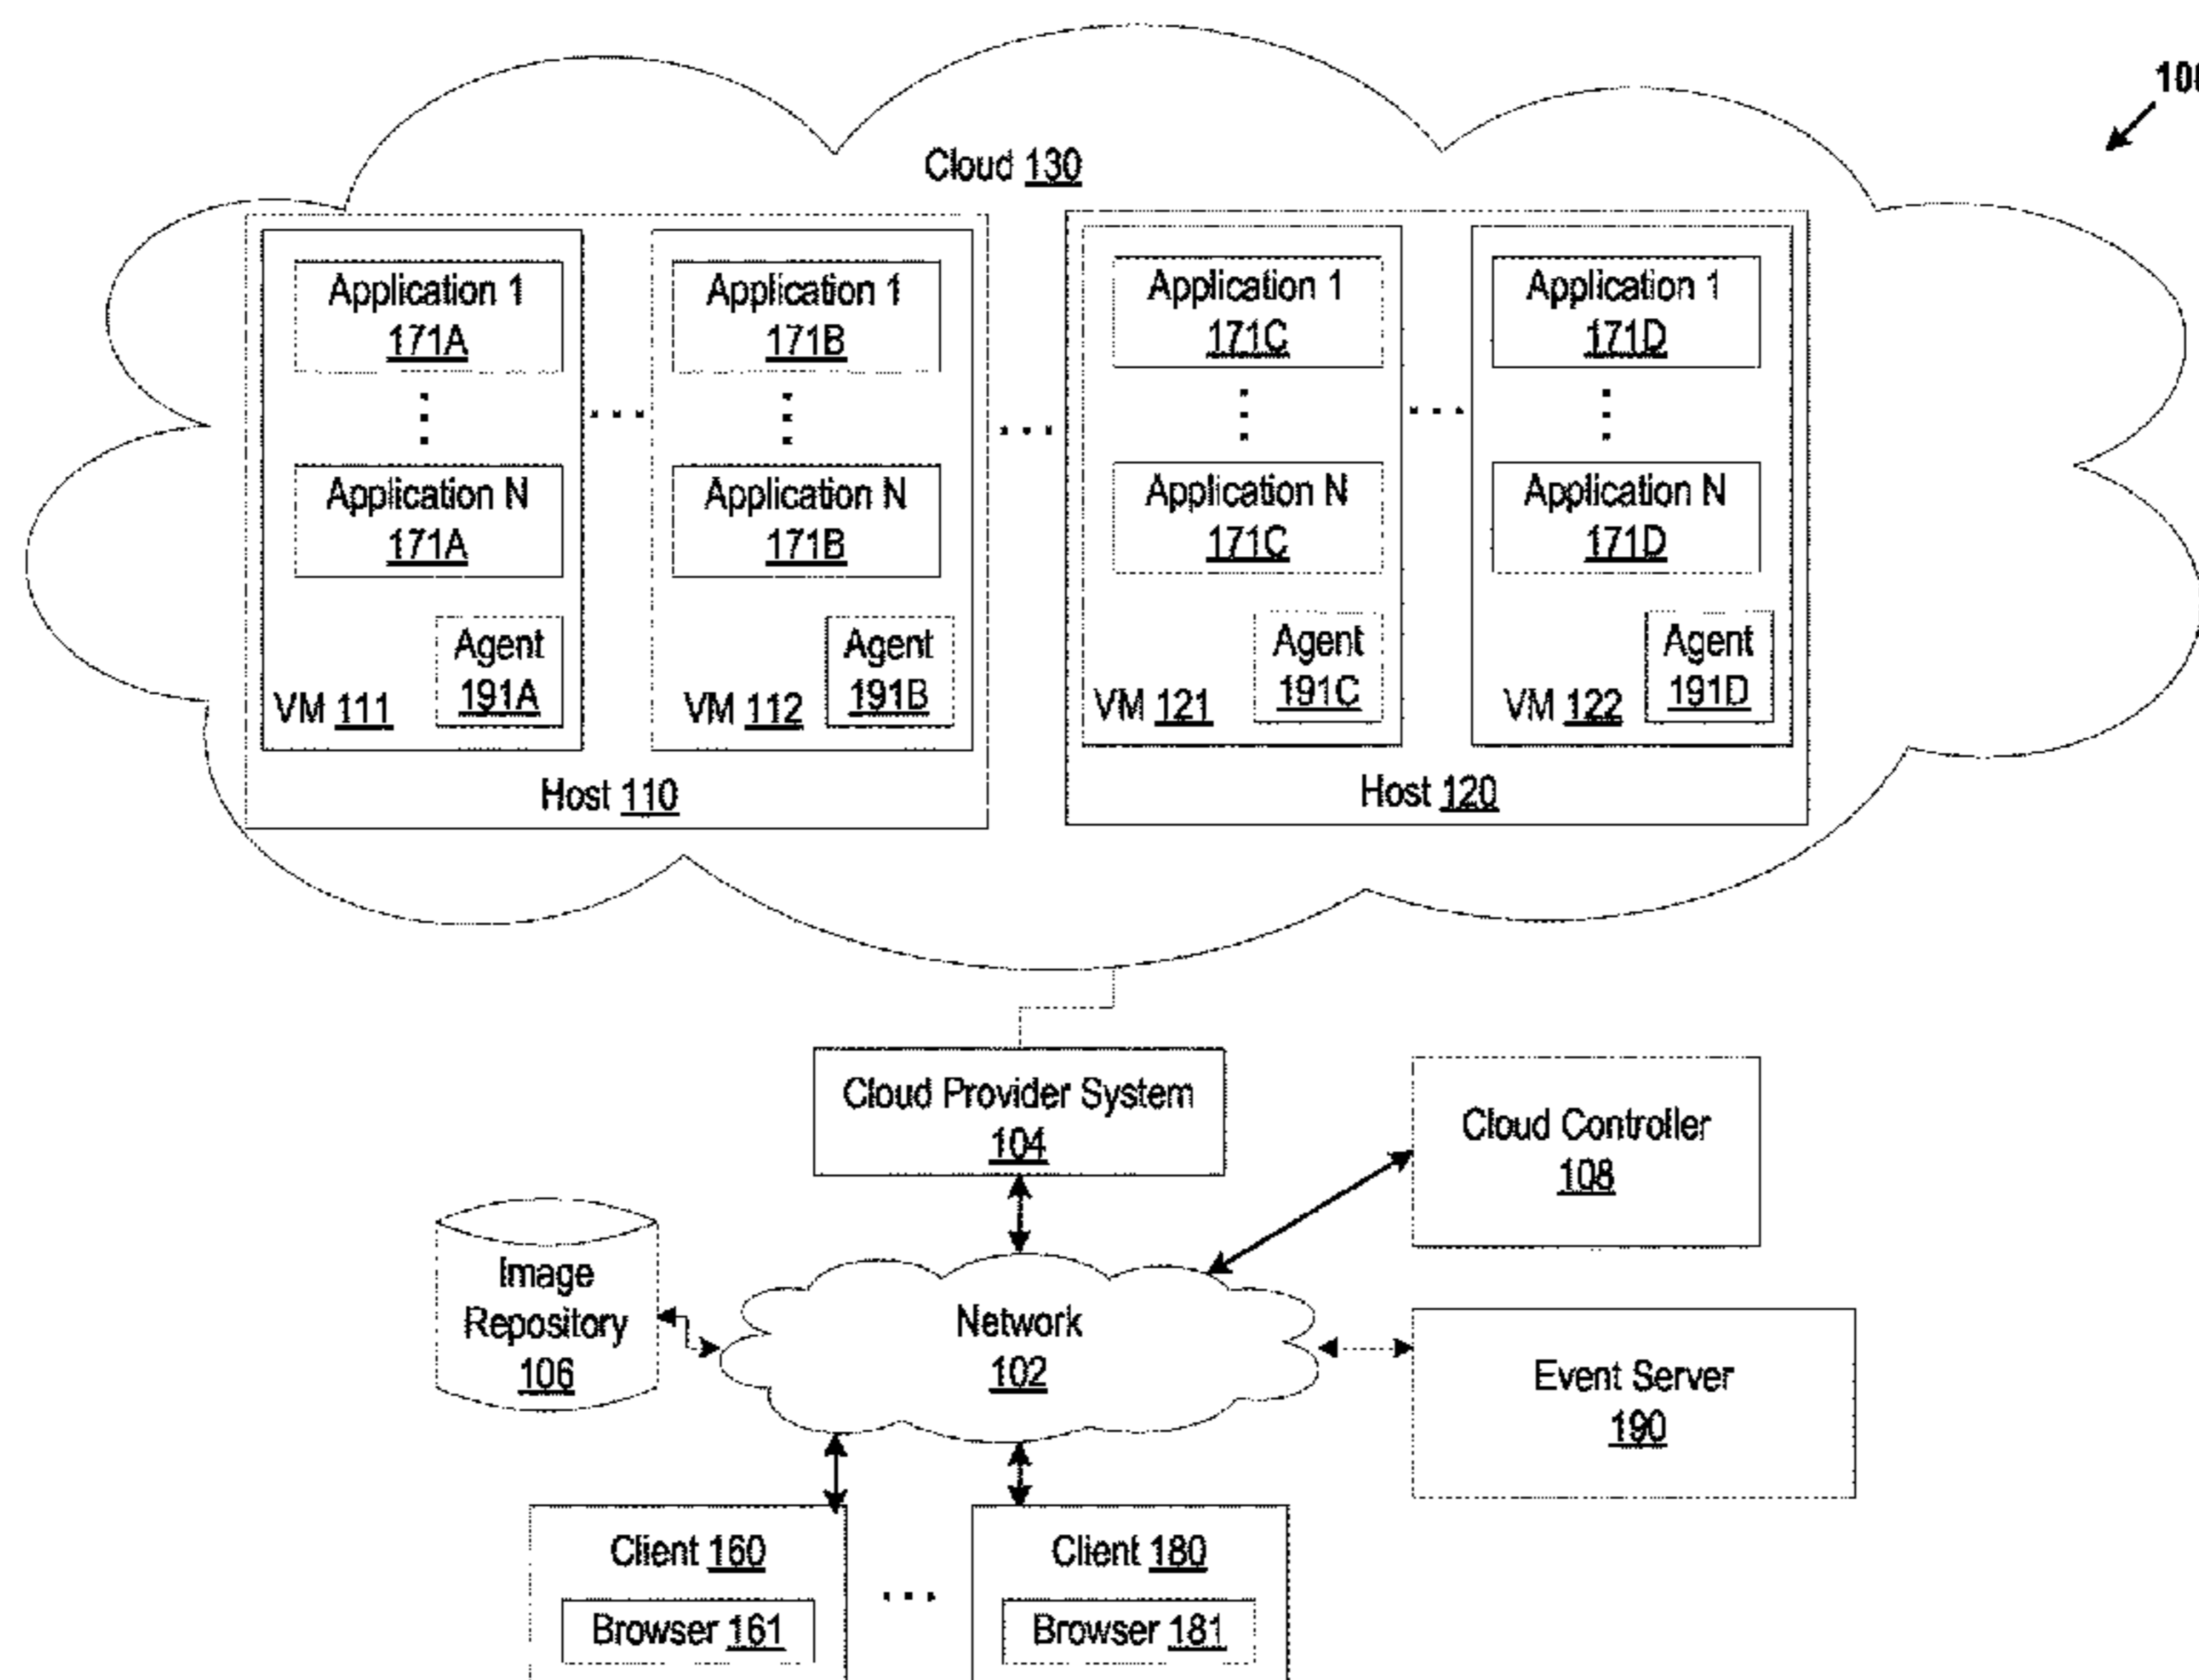 100
Cloud 130
Application 1
171A
Application N
171A
Agent
191A
VM 111
Application 1
171B
Application N
171B
Agent
191B
VM 112
Host 110
Application 1
171C
Application N
171C
Agent
191C
VM 121
Application 1
171D
Application N
171D
Agent
191D
VM 122
Host 120
Cloud Provider System
104
Cloud Controller
108
Image
Repository
106
Network
102
Event Server
190
Client 160
Browser 161
Client 180
Browser 181